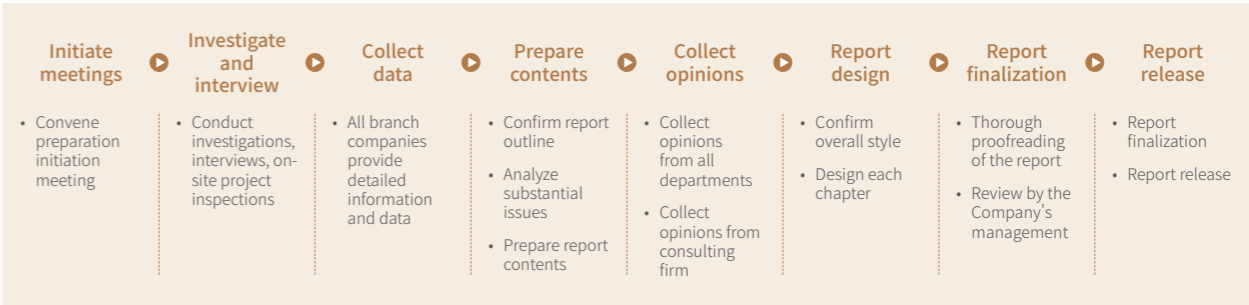 Initiate
meetings
Investigate
and
interview
Collect
data
Prepare
contents
Collect
opinions
Report
design
Report
finalization
Report
release
• Convene
preparation
initiation
meeting
• Conduct
investigations,
interviews, on-
site project
inspections
• All branch
companies
provide
detailed
information
and data
• Confirm report
outline
• Analyze
substantial
issues
• Prepare report
contents
• Collect
opinions
from all
departments
• Collect
opinions from
consulting
firm
• Confirm
overall style
• Design each
chapter
• Thorough
proofreading
of the report
• Review by the
Company's
management
• Report
finalization
• Report release